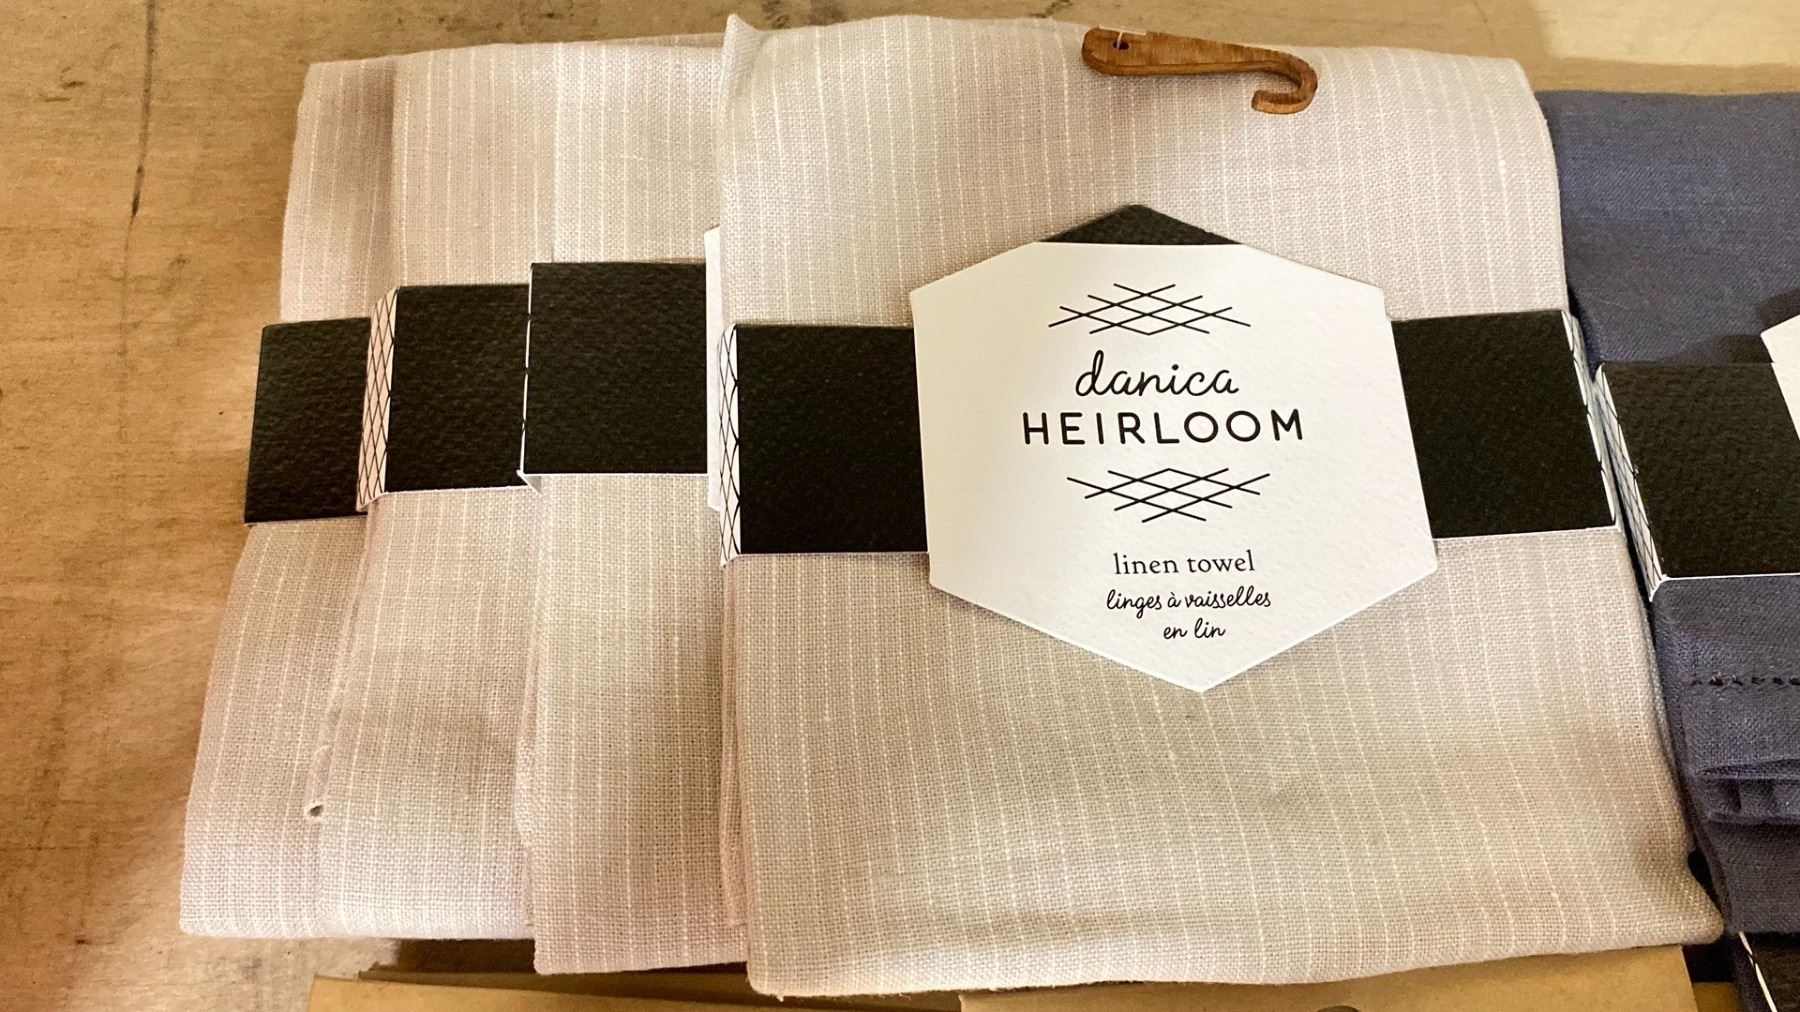 danica
HEIRLOOM
linen towel
linges à vaisselles
en lin